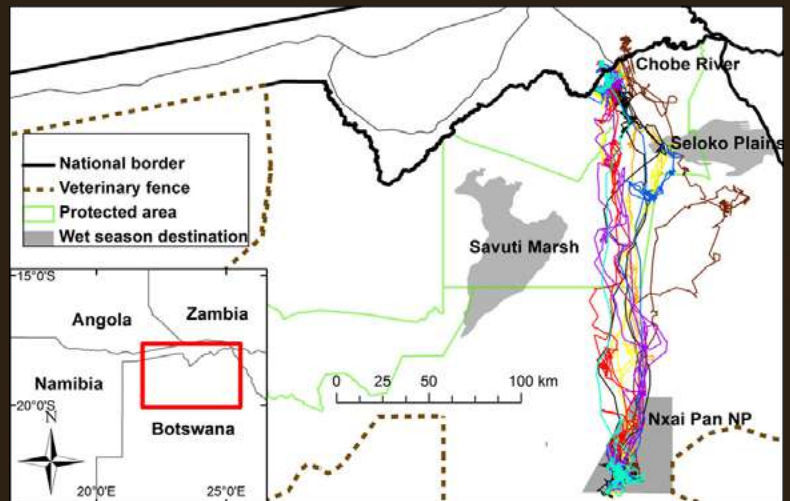 Chobe River
Seloko Plains
National border
Veterinary fence
Protected area
Wet season destination
Savuti Marsh
15°0'S
Zambia
Angola
Namibia
20°0'S
Botswana
N
20°0'E
25°0'E
0 25 50 100 km
Nxai Pan NP